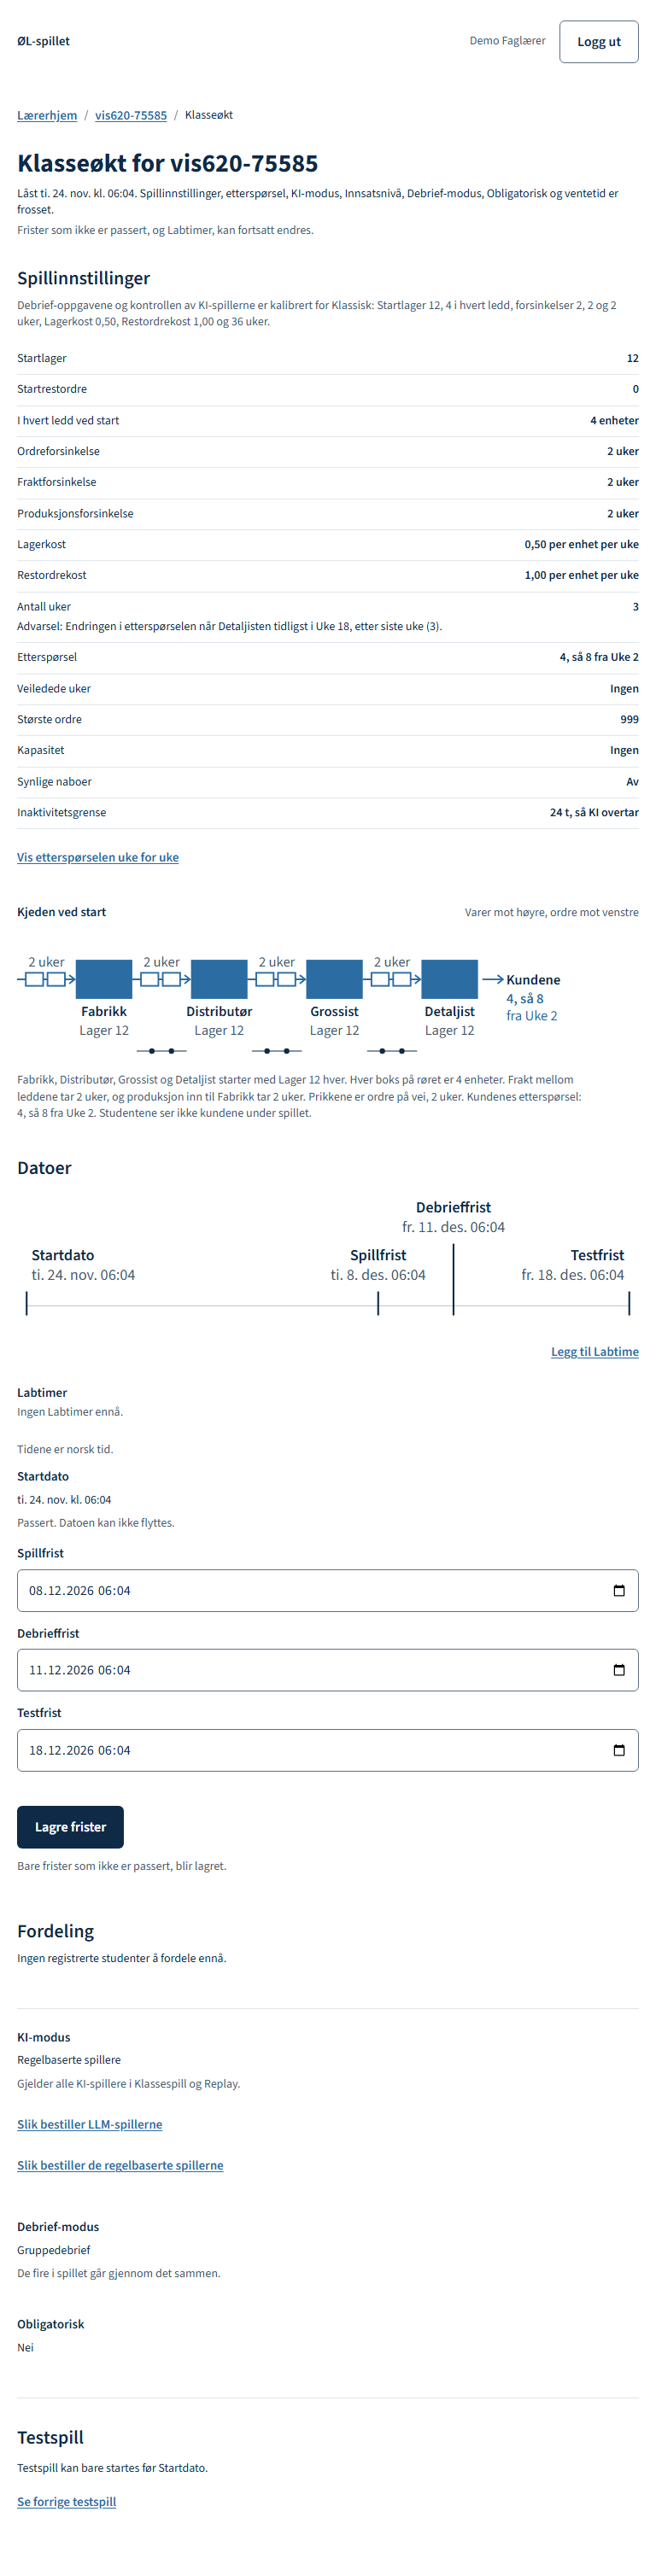 ØL-spillet
Demo Faglærer
Logg ut
Lærerhjem / vis620-75585 / Klasseøkt
Klasseøkt for vis620-75585
Låst ti. 24. nov. kl. 06:04. Spillinnstillinger, etterspørsel, KI-modus, Innsatsnivå, Debrief-modus, Obligatorisk og ventetid er
frosset.
Frister som ikke er passert, og Labtimer, kan fortsatt endres.
Spillinnstillinger
Debrief-oppgavene og kontrollen av KI-spillerne er kalibrert for Klassisk: Startlager 12, 4 i hvert ledd, forsinkelser 2, 2 og 2
uker, Lagerkost 0,50, Restordrekost 1,00 og 36 uker.
Startlager 12
Startrestordre 0
I hvert ledd ved start 4 enheter
Ordreforsinkelse 2 uker
Fraktforsinkelse 2 uker
Produksjonsforsinkelse 2 uker
Lagerkost 0,50 per enhet per uke
Restordrekost 1,00 per enhet per uke
Antall uker 3
Advarsel: Endringen i etterspørselen når Detaljisten tidligst i Uke 18, etter siste uke (3).
Etterspørsel 4, så 8 fra Uke 2
Veiledede uker Ingen
Største ordre 999
Kapasitet Ingen
Synlige naboer Av
Inaktivitetsgrense 24 t, så KI overtar
Vis etterspørselen uke for uke
Kjeden ved start Varer mot høyre, ordre mot venstre
2 uker 2 uker 2 uker 2 uker
Kundene
4, så 8
fra Uke 2
Fabrikk Distributør Grossist Detaljist
Lager 12 Lager 12 Lager 12 Lager 12
Fabrikk, Distributør, Grossist og Detaljist starter med Lager 12 hver. Hver boks på røret er 4 enheter. Frakt mellom
leddene tar 2 uker, og produksjon inn til Fabrikk tar 2 uker. Prikkene er ordre på vei, 2 uker. Kundenes etterspørsel:
4, så 8 fra Uke 2. Studentene ser ikke kundene under spillet.
Datoer
Debrieffrist
fr. 11. des. 06:04
Startdato Spillfrist Testfrist
ti. 24. nov. 06:04 ti. 8. des. 06:04 fr. 18. des. 06:04
Legg til Labtime
Labtimer
Ingen Labtimer ennå.
Tidene er norsk tid.
Startdato
ti. 24. nov. kl. 06:04
Passert. Datoen kan ikke flyttes.
Spillfrist
08.12.2026 06:04
Debrieffrist
11.12.2026 06:04
Testfrist
18.12.2026 06:04
Lagre frister
Bare frister som ikke er passert, blir lagret.
Fordeling
Ingen registrerte studenter å fordele ennå.
KI-modus
Regelbaserte spillere
Gjelder alle KI-spillere i Klassespill og Replay.
Slik bestiller LLM-spillerne
Slik bestiller de regelbaserte spillerne
Debrief-modus
Gruppedebrief
De fire i spillet går gjennom det sammen.
Obligatorisk
Nei
Testspill
Testspill kan bare startes før Startdato.
Se forrige testspill